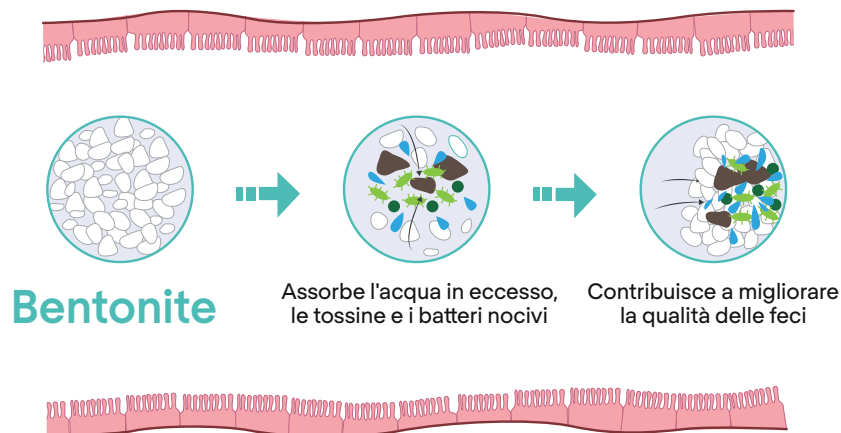 Bentonite
Assorbe l'acqua in eccesso,
le tossine e i batteri nocivi
Contribuisce a migliorare
la qualità delle feci